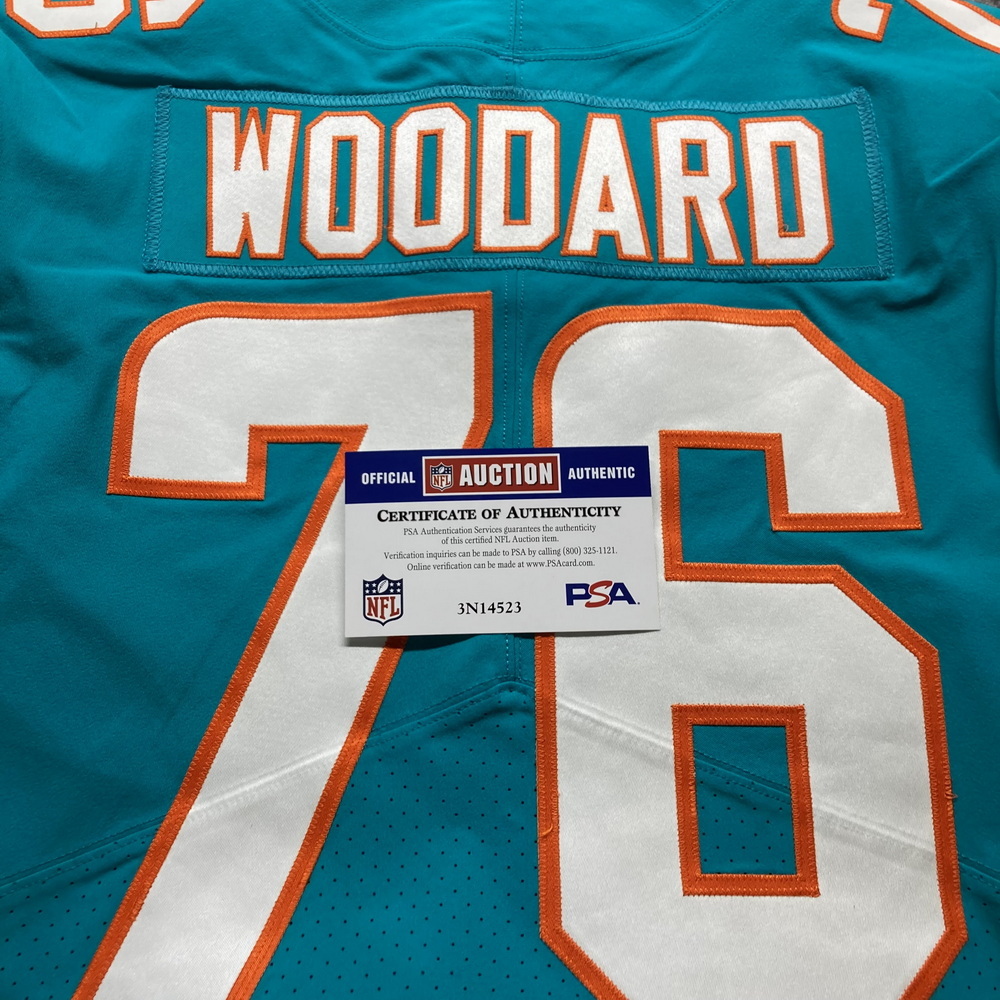 WOODARD
76
OFFICIAL NFL AUCTION AUTHENTIC
CERTIFICATE OF AUTHENTICITY
PSA Authentication Services guarantees the authenticity
of this certified NFL Auction item.
Verification inquiries can be made to PSA by calling (800) 325-1121.
Online verification can be made at www.PSAcard.com.
NFL 3N14523 PSA.